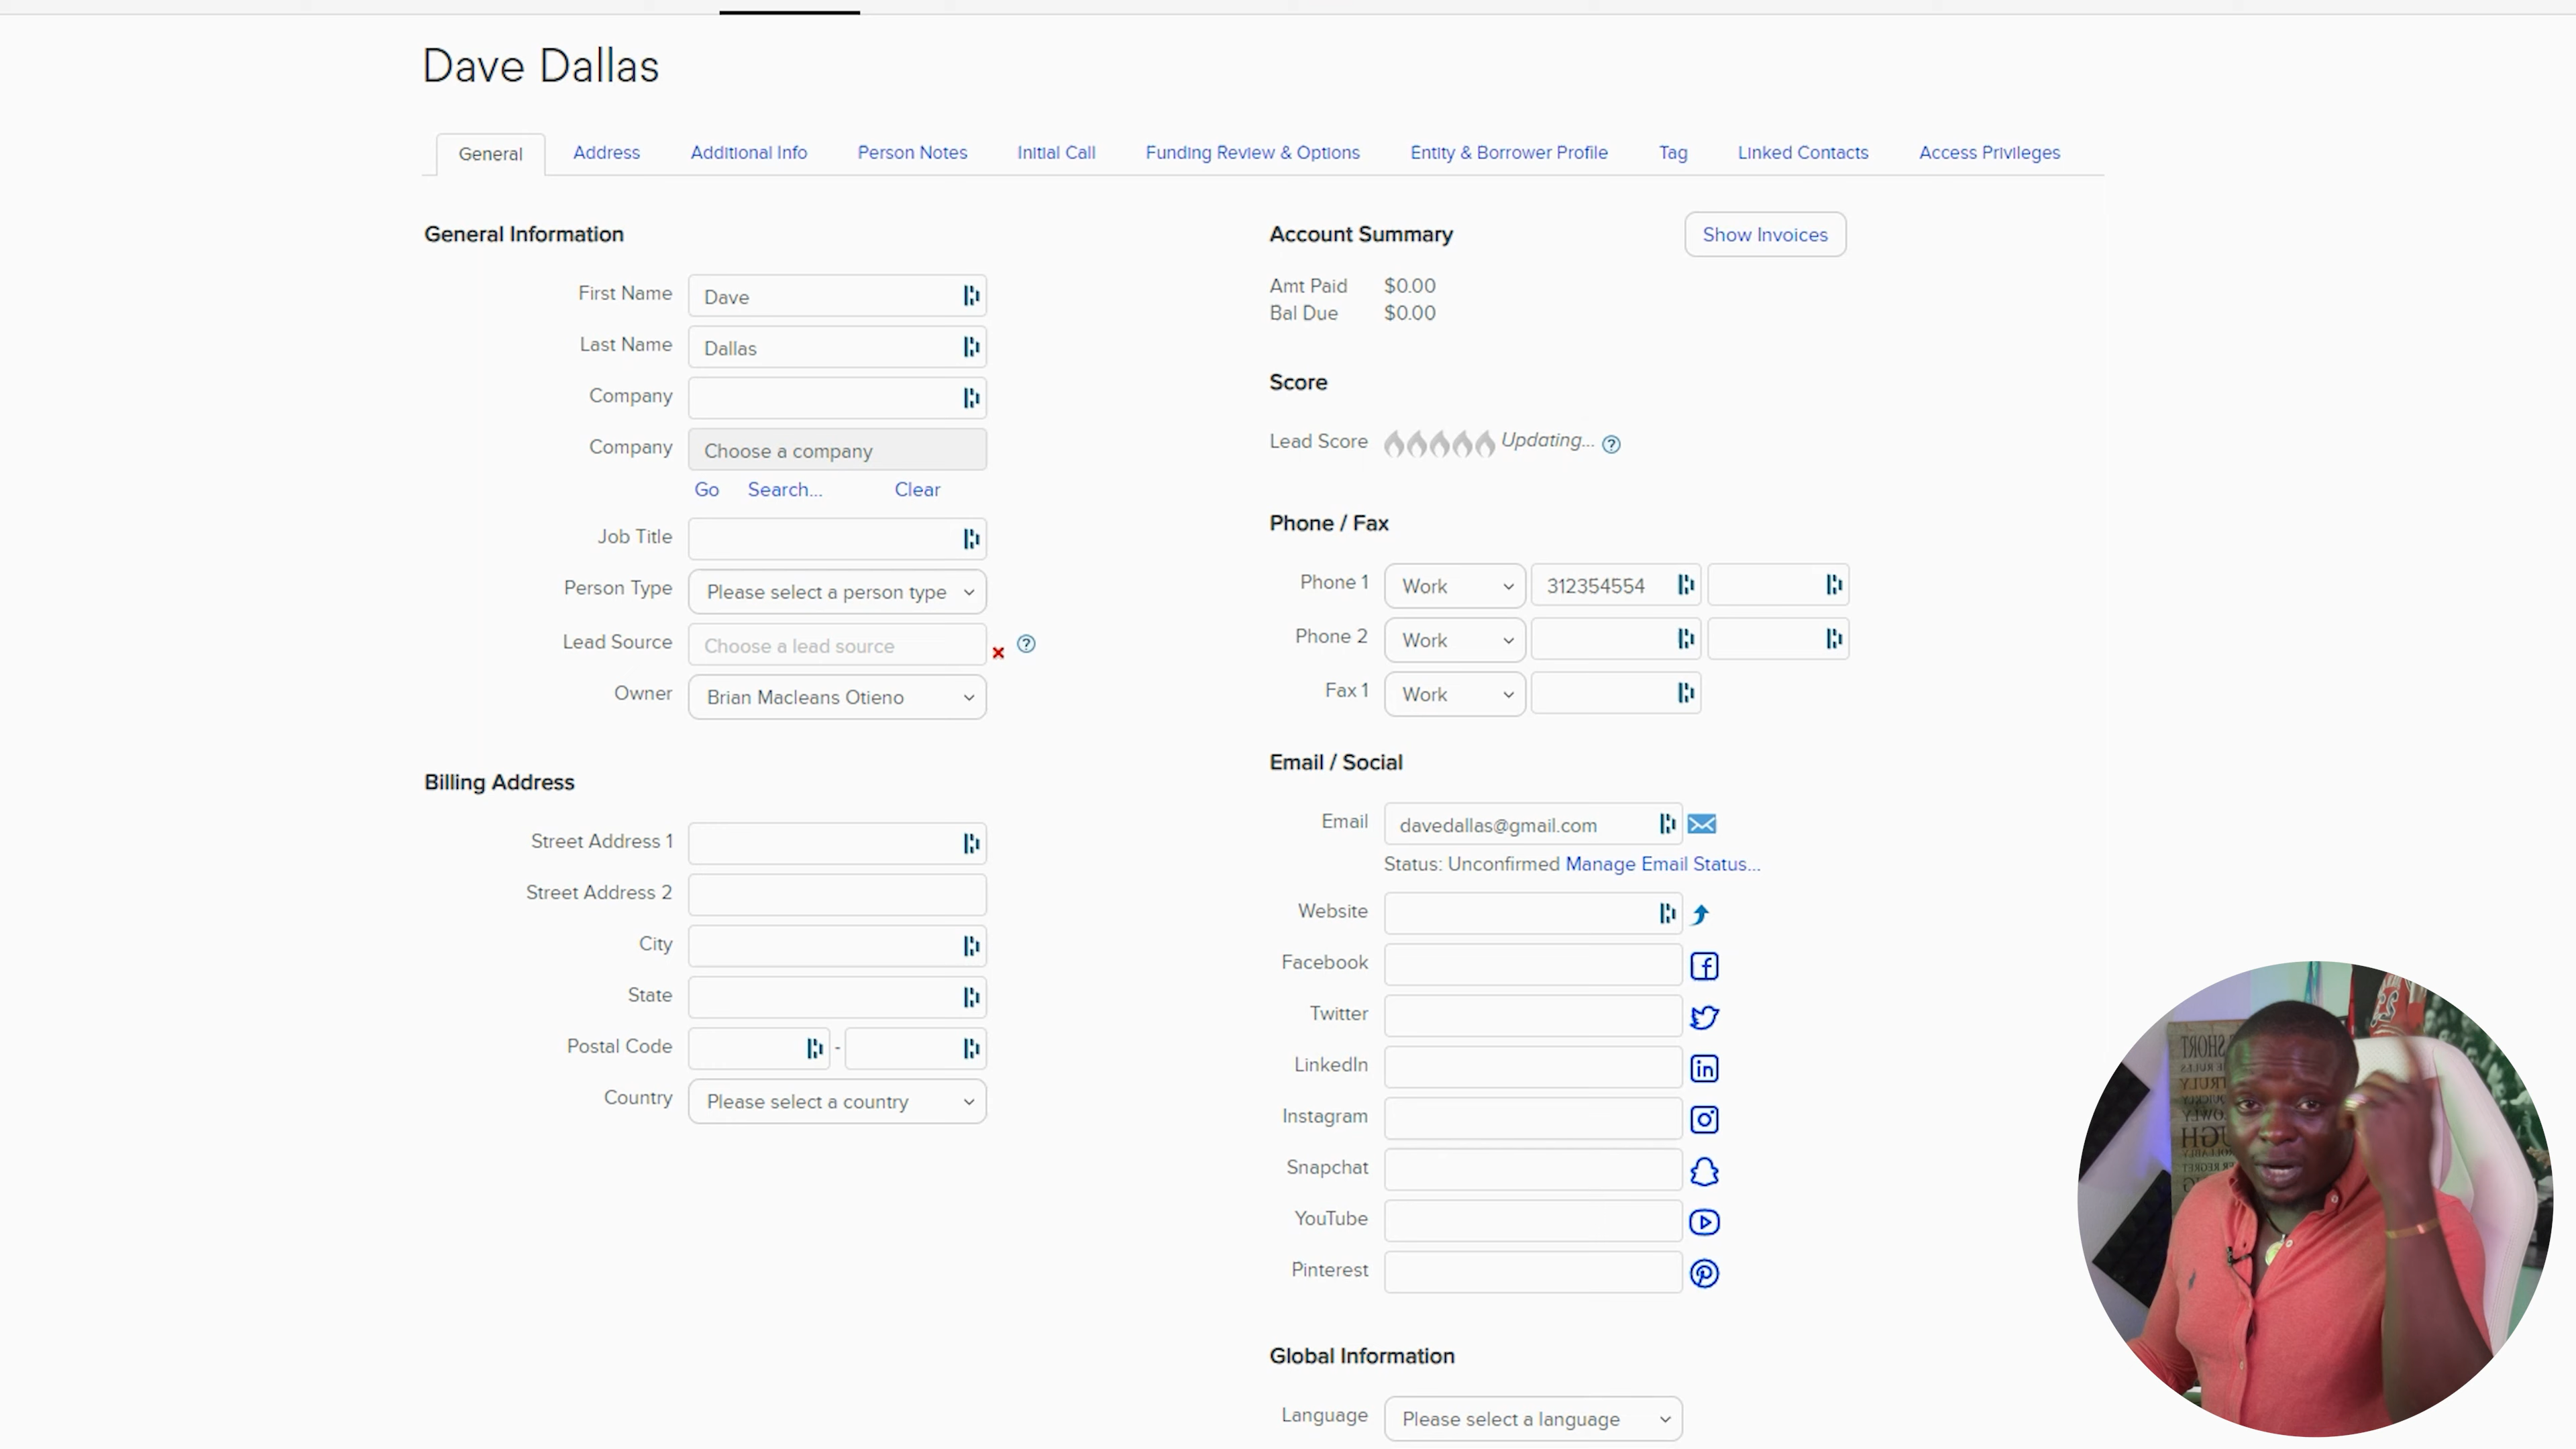 Dave Dallas
General Address Additional Info Person Notes Initial Call Funding Review & Options Entity & Borrower Profile Tag Linked Contacts Access Privileges
General Information
First Name Dave
Last Name Dallas
Company
Company Choose a company
Go Search... Clear
Job Title
Person Type Please select a person type
Lead Source Choose a lead source
Owner Brian Macleans Otieno
Billing Address
Street Address 1
Street Address 2
City
State
Postal Code -
Country Please select a country
Account Summary Show Invoices
Amt Paid $0.00
Bal Due $0.00
Score
Lead Score Updating... ?
Phone / Fax
Phone 1 Work 312354554
Phone 2 Work
Fax 1 Work
Email / Social
Email davedallas@gmail.com
Status: Unconfirmed Manage Email Status...
Website
Facebook
Twitter
LinkedIn
Instagram
Snapchat
YouTube
Pinterest
Global Information
Language Please select a language
SHORT
TRULY